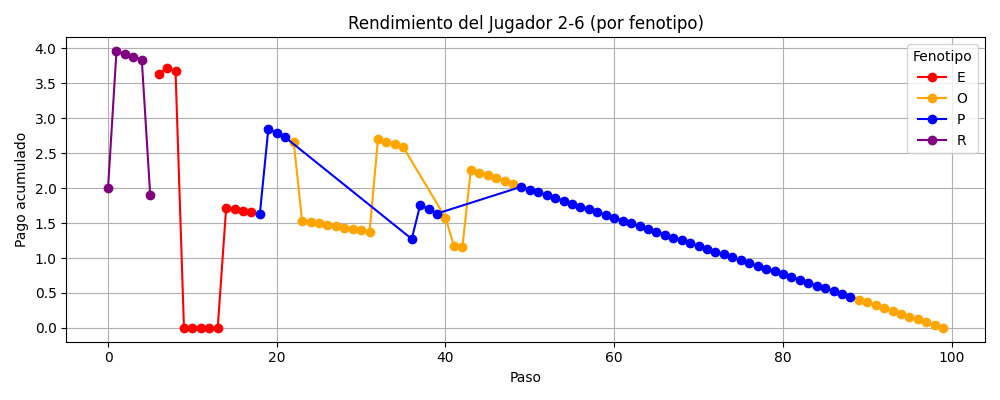 Rendimiento del Jugador 2-6 (por fenotipo)
Pago acumulado
4.0
3.5
3.0
2.5
2.0
1.5
1.0
0.5
0.0
Fenotipo
E
O
P
R
0
20
40
60
80
100
Paso